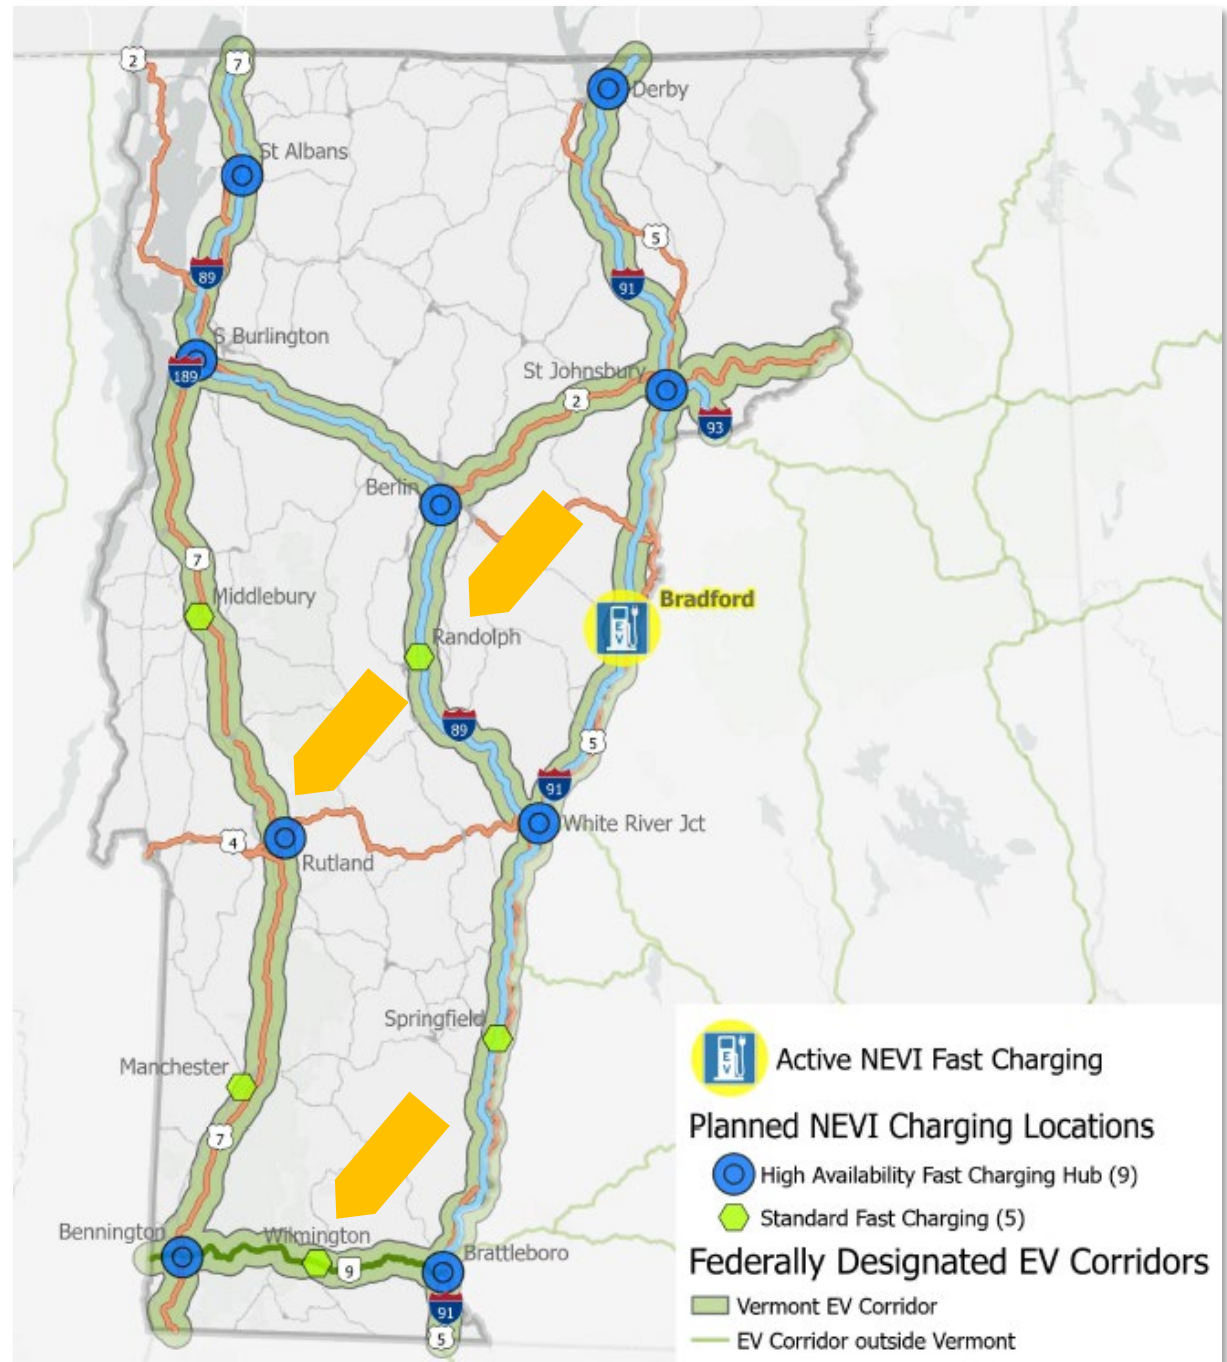 2
7
Derby
St Albans
5
89
91
S Burlington
189
St Johnsbury
2
93
Berlin
7
Middlebury
Bradford
EV
Randolph
89
5
91
White River Jct
4
Rutland
Springfield
Manchester
7
Bennington
Wilmington
9
Brattleboro
91
5
EV
Active NEVI Fast Charging
Planned NEVI Charging Locations
High Availability Fast Charging Hub (9)
Standard Fast Charging (5)
Federally Designated EV Corridors
Vermont EV Corridor
EV Corridor outside Vermont